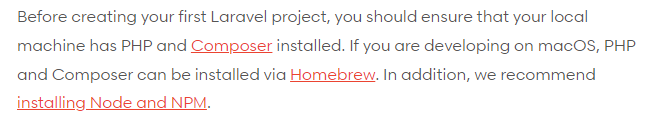 Before creating your first Laravel project, you should ensure that your local
machine has PHP and Composer installed. If you are developing on macOS, PHP
and Composer can be installed via Homebrew. In addition, we recommend
installing Node and NPM.